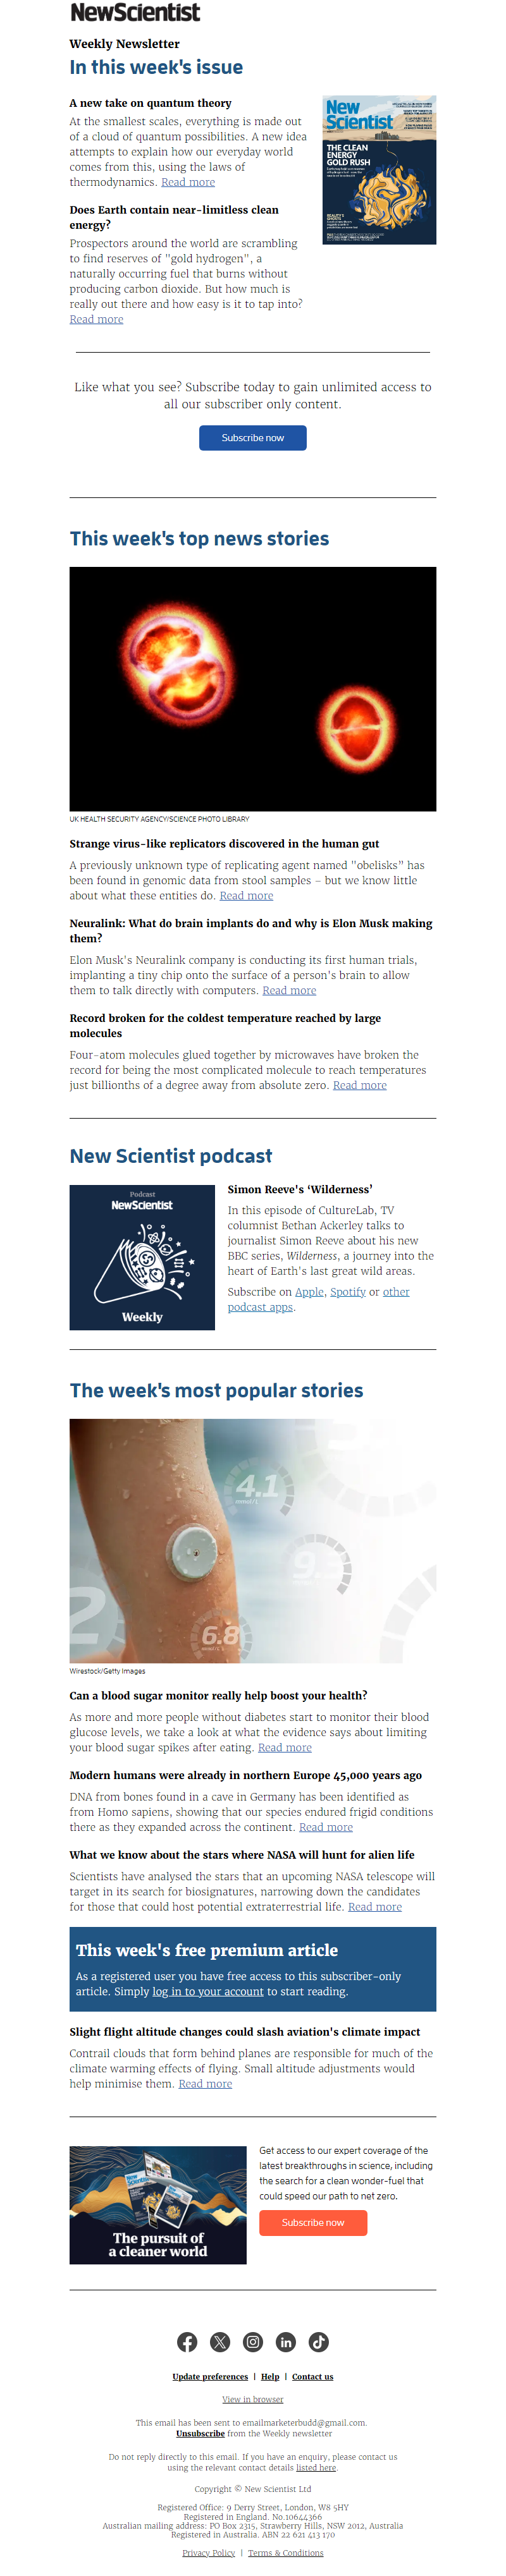 NewScientist
Weekly Newsletter
In this week's issue
A new take on quantum theory
At the smallest scales, everything is made out
of a cloud of quantum possibilities. A new idea
attempts to explain how our everyday world
comes from this, using the laws of
thermodynamics. Read more
Does Earth contain near-limitless clean
energy?
Prospectors around the world are scrambling
to find reserves of "gold hydrogen", a
naturally occurring fuel that burns without
producing carbon dioxide. But how much is
really out there and how easy is it to tap into?
Read more
New
Scientist
THE CLEAN
ENERGY
GOLD RUSH
Like what you see? Subscribe today to gain unlimited access to
all our subscriber only content.
Subscribe now
This week's top news stories
UK HEALTH SECURITY AGENCY/SCIENCE PHOTO LIBRARY
Strange virus-like replicators discovered in the human gut
A previously unknown type of replicating agent named "obelisks” has
been found in genomic data from stool samples – but we know little
about what these entities do. Read more
Neuralink: What do brain implants do and why is Elon Musk making
them?
Elon Musk's Neuralink company is conducting its first human trials,
implanting a tiny chip onto the surface of a person's brain to allow
them to talk directly with computers. Read more
Record broken for the coldest temperature reached by large
molecules
Four-atom molecules glued together by microwaves have broken the
record for being the most complicated molecule to reach temperatures
just billionths of a degree away from absolute zero. Read more
New Scientist podcast
Podcast
NewScientist
Weekly
Simon Reeve's ‘Wilderness’
In this episode of CultureLab, TV
columnist Bethan Ackerley talks to
journalist Simon Reeve about his new
BBC series, Wilderness, a journey into the
heart of Earth's last great wild areas.
Subscribe on Apple, Spotify or other
podcast apps.
The week's most popular stories
4.1
mmol/L
9.3
2
6.8
Wirestock/Getty Images
Can a blood sugar monitor really help boost your health?
As more and more people without diabetes start to monitor their blood
glucose levels, we take a look at what the evidence says about limiting
your blood sugar spikes after eating. Read more
Modern humans were already in northern Europe 45,000 years ago
DNA from bones found in a cave in Germany has been identified as
from Homo sapiens, showing that our species endured frigid conditions
there as they expanded across the continent. Read more
What we know about the stars where NASA will hunt for alien life
Scientists have analysed the stars that an upcoming NASA telescope will
target in its search for biosignatures, narrowing down the candidates
for those that could host potential extraterrestrial life. Read more
This week's free premium article
As a registered user you have free access to this subscriber-only
article. Simply log in to your account to start reading.
Slight flight altitude changes could slash aviation's climate impact
Contrail clouds that form behind planes are responsible for much of the
climate warming effects of flying. Small altitude adjustments would
help minimise them. Read more
The pursuit of
a cleaner world
Get access to our expert coverage of the
latest breakthroughs in science, including
the search for a clean wonder-fuel that
could speed our path to net zero.
Subscribe now
Update preferences | Help | Contact us
View in browser
This email has been sent to emailmarketerbudd@gmail.com.
Unsubscribe from the Weekly newsletter
Do not reply directly to this email. If you have an enquiry, please contact us
using the relevant contact details listed here.
Copyright © New Scientist Ltd
Registered Office: 9 Derry Street, London, W8 5HY
Registered in England. No.10644366
Australian mailing address: PO Box 2315, Strawberry Hills, NSW 2012, Australia
Registered in Australia. ABN 22 621 413 170
Privacy Policy | Terms & Conditions